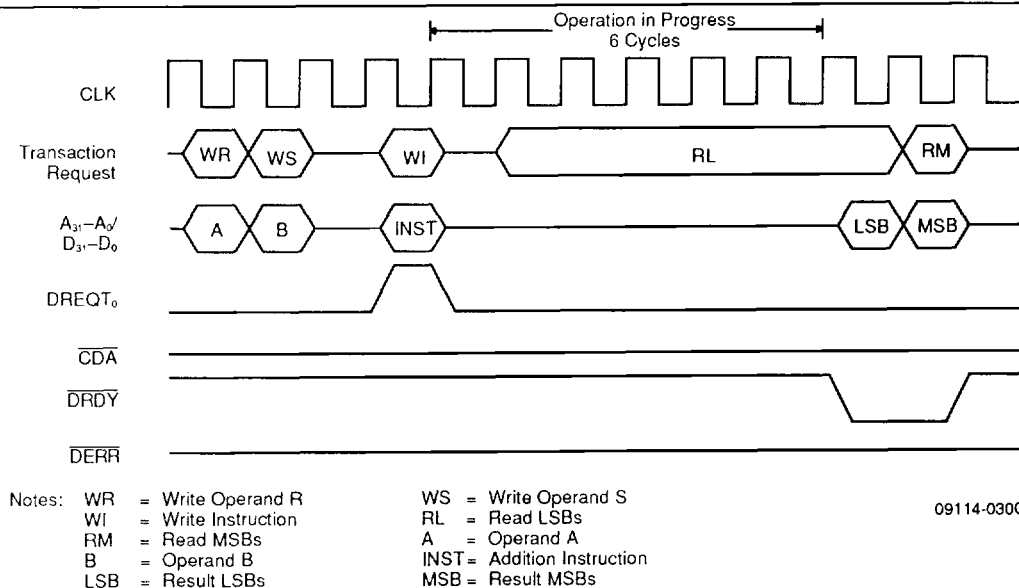 Operation in Progress
6 Cycles
CLK
Transaction
Request
WR WS WI RL RM
A₃₁–A₀/
D₃₁–D₀
A B INST LSB MSB
DREQT₀
CDA
DRDY
DERR
Notes: WR = Write Operand R WS = Write Operand S
WI = Write Instruction RL = Read LSBs
RM = Read MSBs A = Operand A
B = Operand B INST = Addition Instruction
LSB = Result LSBs MSB = Result MSBs
09114-030C